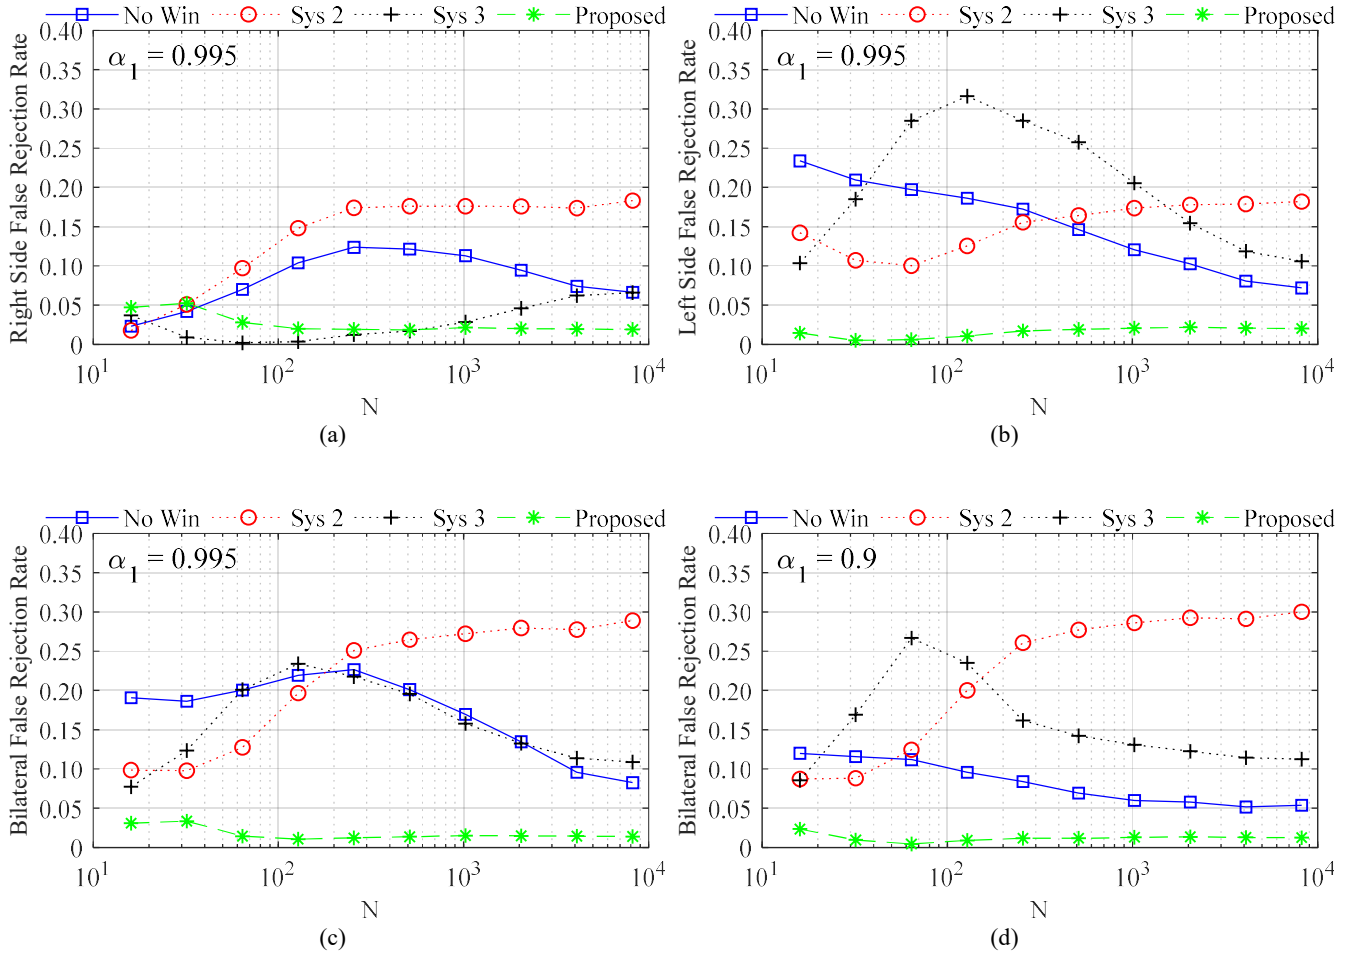 No Win Sys 2 Sys 3 Proposed
0.40
α1 = 0.995
0.35
0.30
0.25
0.20
0.15
0.10
0.05
0
Right Side False Rejection Rate
10^1 10^2 10^3 10^4
N
(a)
No Win Sys 2 Sys 3 Proposed
0.40
α1 = 0.995
0.35
0.30
0.25
0.20
0.15
0.10
0.05
0
Left Side False Rejection Rate
10^1 10^2 10^3 10^4
N
(b)
No Win Sys 2 Sys 3 Proposed
0.40
α1 = 0.995
0.35
0.30
0.25
0.20
0.15
0.10
0.05
0
Bilateral False Rejection Rate
10^1 10^2 10^3 10^4
N
(c)
No Win Sys 2 Sys 3 Proposed
0.40
α1 = 0.9
0.35
0.30
0.25
0.20
0.15
0.10
0.05
0
Bilateral False Rejection Rate
10^1 10^2 10^3 10^4
N
(d)